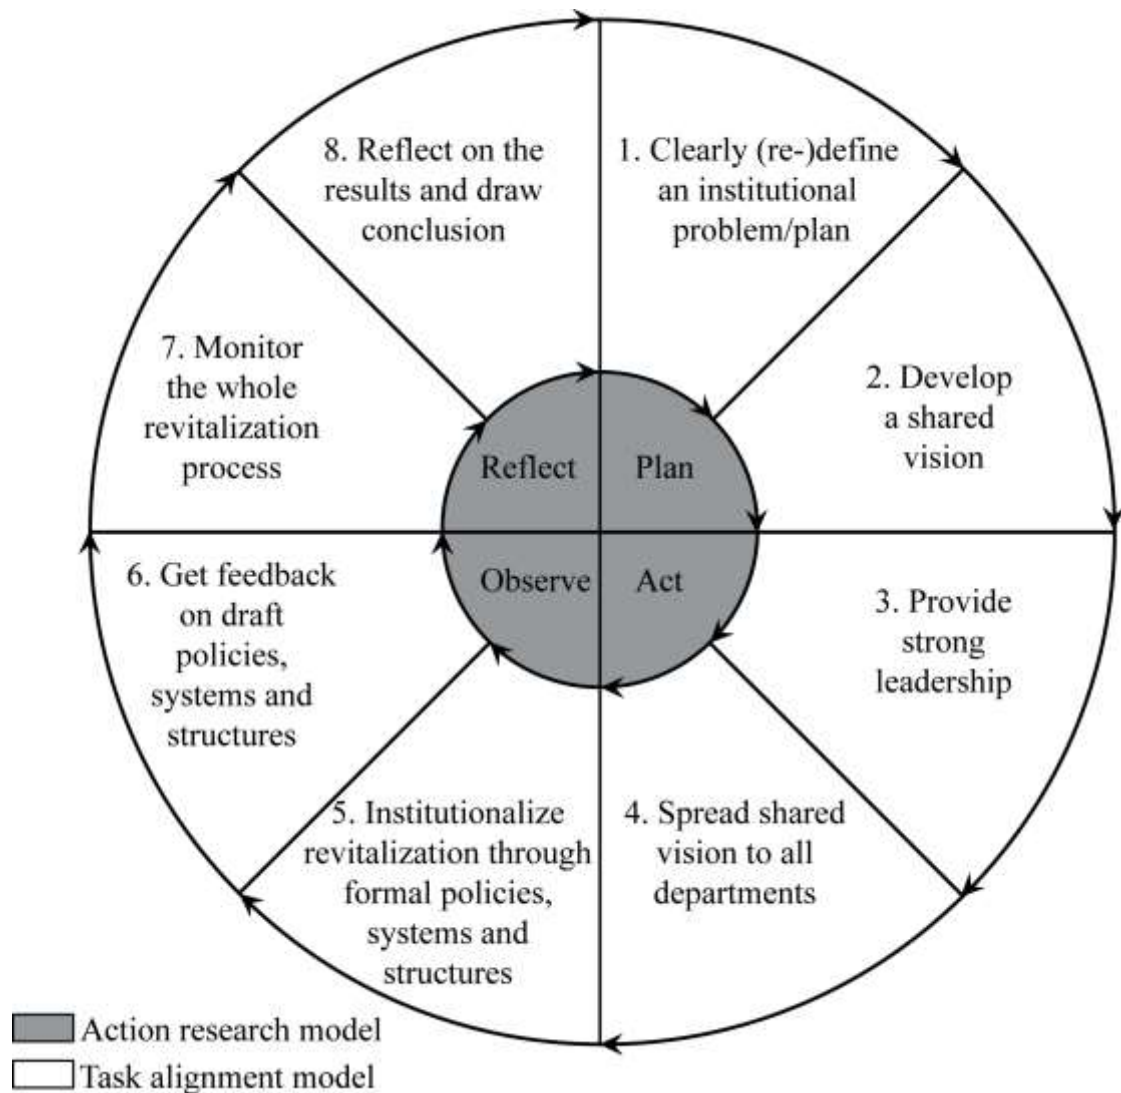 1. Clearly (re-)define
an institutional
problem/plan
2. Develop
a shared
vision
3. Provide
strong
leadership
4. Spread shared
vision to all
departments
5. Institutionalize
revitalization through
formal policies,
systems and
structures
6. Get feedback
on draft
policies,
systems and
structures
7. Monitor
the whole
revitalization
process
8. Reflect on the
results and draw
conclusion
Plan
Act
Observe
Reflect
Action research model
Task alignment model